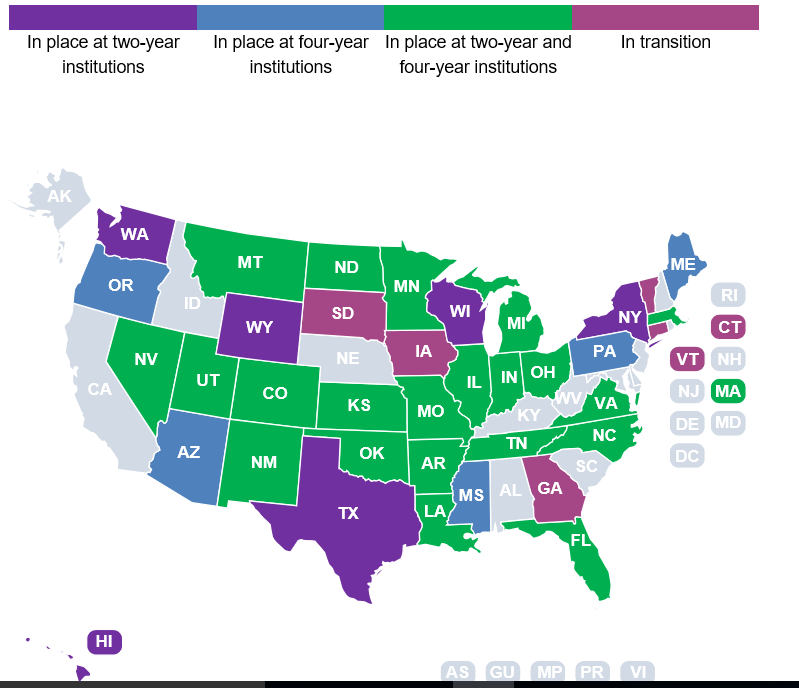 In place at two-year institutions
In place at four-year institutions
In place at two-year and four-year institutions
In transition
AK
WA
MT
ND
MN
ME
OR
ID
WY
SD
WI
MI
NY
RI
CT
NV
UT
CO
NE
IA
IL
IN
OH
PA
VT
NH
CA
KS
MO
KY
WV
VA
NJ
MA
AZ
NM
OK
AR
TN
NC
DE
MD
TX
LA
MS
AL
GA
SC
DC
FL
HI
AS
GU
MP
PR
VI